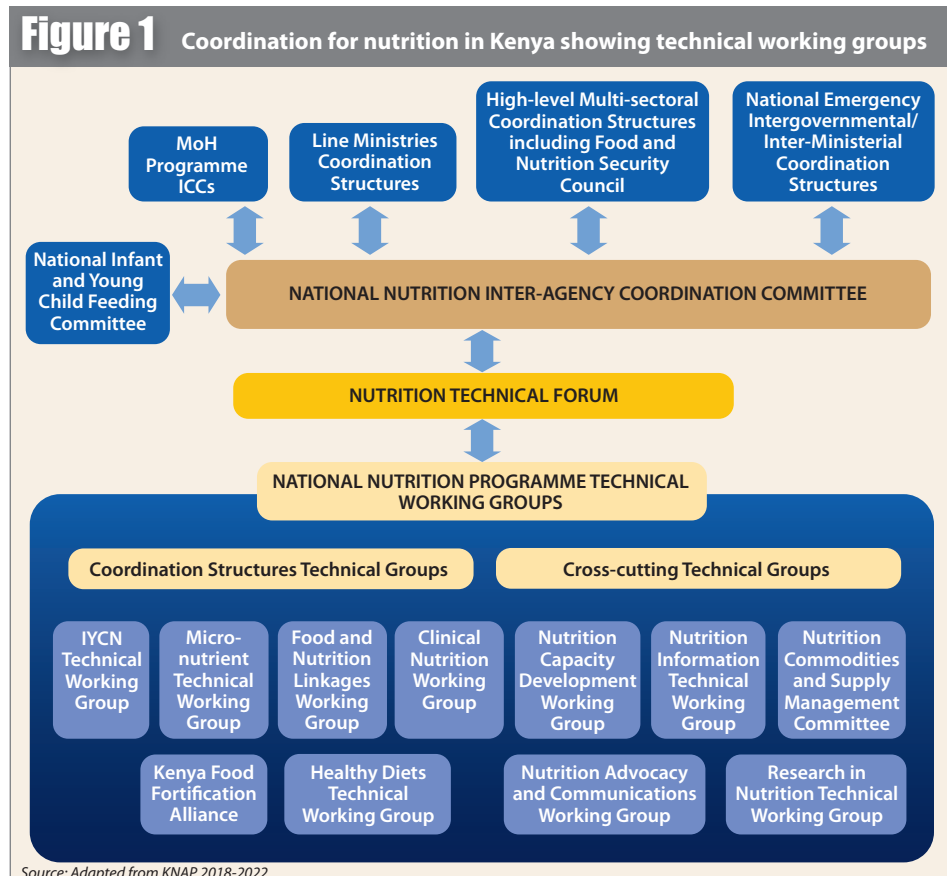 Figure 1 Coordination for nutrition in Kenya showing technical working groups
MoH
Programme
ICCs
Line Ministries
Coordination
Structures
High-level Multi-sectoral
Coordination Structures
including Food and
Nutrition Security
Council
National Emergency
Intergovernmental/
Inter-Ministerial
Coordination
Structures
National Infant
and Young
Child Feeding
Committee
NATIONAL NUTRITION INTER-AGENCY COORDINATION COMMITTEE
NUTRITION TECHNICAL FORUM
NATIONAL NUTRITION PROGRAMME TECHNICAL
WORKING GROUPS
Coordination Structures Technical Groups
Cross-cutting Technical Groups
IYCN
Technical
Working
Group
Micro-
nutrient
Technical
Working
Group
Food and
Nutrition
Linkages
Working
Group
Clinical
Nutrition
Working
Group
Nutrition
Capacity
Development
Working
Group
Nutrition
Information
Technical
Working
Group
Nutrition
Commodities
and Supply
Management
Committee
Kenya Food
Fortification
Alliance
Healthy Diets
Technical
Working Group
Nutrition Advocacy
and Communications
Working Group
Research in
Nutrition Technical
Working Group
Source: Adapted from KNAP 2018-2022